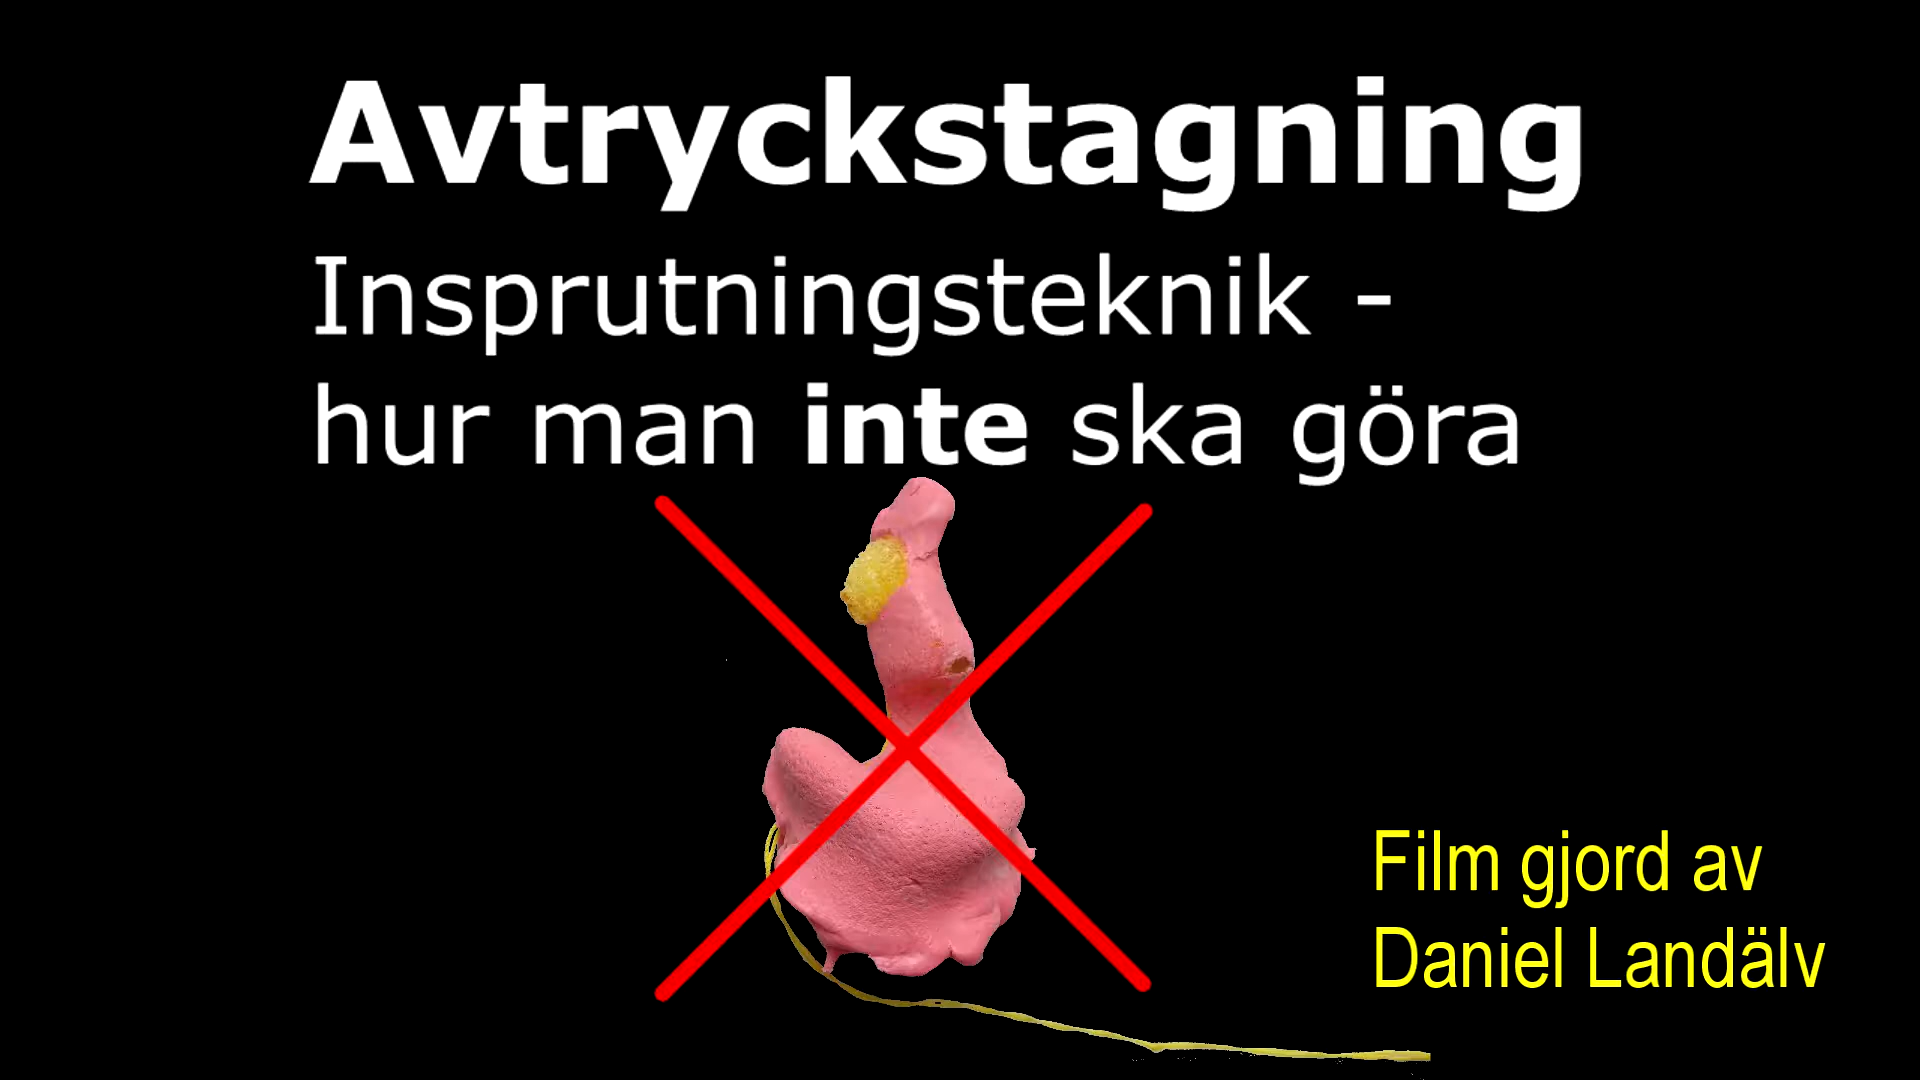 Avtryckstagning
Insprutningsteknik -
hur man inte ska göra
Film gjord av
Daniel Landälv